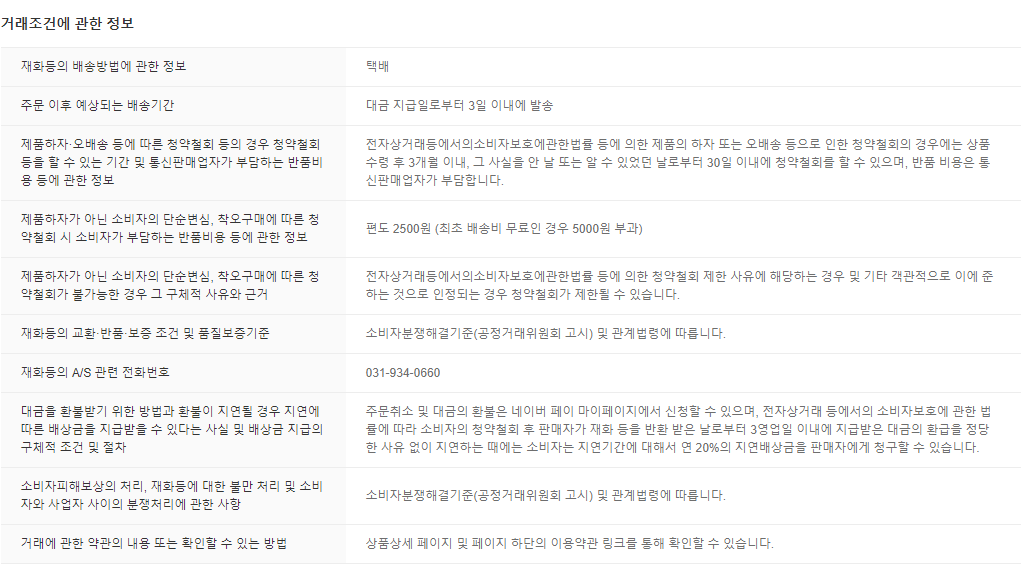 거래조건에 관한 정보
재화등의 배송방법에 관한 정보
택배
주문 이후 예상되는 배송기간
대금 지급일로부터 3일 이내에 발송
제품하자·오배송 등에 따른 청약철회 등의 경우 청약철회
등을 할 수 있는 기간 및 통신판매업자가 부담하는 반품비
용 등에 관한 정보
전자상거래등에서의소비자보호에관한법률 등에 의한 제품의 하자 또는 오배송 등으로 인한 청약철회의 경우에는 상품
수령 후 3개월 이내, 그 사실을 안 날 또는 알 수 있었던 날로부터 30일 이내에 청약철회를 할 수 있으며, 반품 비용은 통
신판매업자가 부담합니다.
제품하자가 아닌 소비자의 단순변심, 착오구매에 따른 청
약철회 시 소비자가 부담하는 반품비용 등에 관한 정보
편도 2500원 (최초 배송비 무료인 경우 5000원 부과)
제품하자가 아닌 소비자의 단순변심, 착오구매에 따른 청
약철회가 불가능한 경우 그 구체적 사유와 근거
전자상거래등에서의소비자보호에관한법률 등에 의한 청약철회 제한 사유에 해당하는 경우 및 기타 객관적으로 이에 준
하는 것으로 인정되는 경우 청약철회가 제한될 수 있습니다.
재화등의 교환·반품·보증 조건 및 품질보증기준
소비자분쟁해결기준(공정거래위원회 고시) 및 관계법령에 따릅니다.
재화등의 A/S 관련 전화번호
031-934-0660
대금을 환불받기 위한 방법과 환불이 지연될 경우 지연에
따른 배상금을 지급받을 수 있다는 사실 및 배상금 지급의
구체적 조건 및 절차
주문취소 및 대금의 환불은 네이버 페이 마이페이지에서 신청할 수 있으며, 전자상거래 등에서의 소비자보호에 관한 법
률에 따라 소비자의 청약철회 후 판매자가 재화 등을 반환 받은 날로부터 3영업일 이내에 지급받은 대금의 환급을 정당
한 사유 없이 지연하는 때에는 소비자는 지연기간에 대해서 연 20%의 지연배상금을 판매자에게 청구할 수 있습니다.
소비자피해보상의 처리, 재화등에 대한 불만 처리 및 소비
자와 사업자 사이의 분쟁처리에 관한 사항
소비자분쟁해결기준(공정거래위원회 고시) 및 관계법령에 따릅니다.
거래에 관한 약관의 내용 또는 확인할 수 있는 방법
상품상세 페이지 및 페이지 하단의 이용약관 링크를 통해 확인할 수 있습니다.